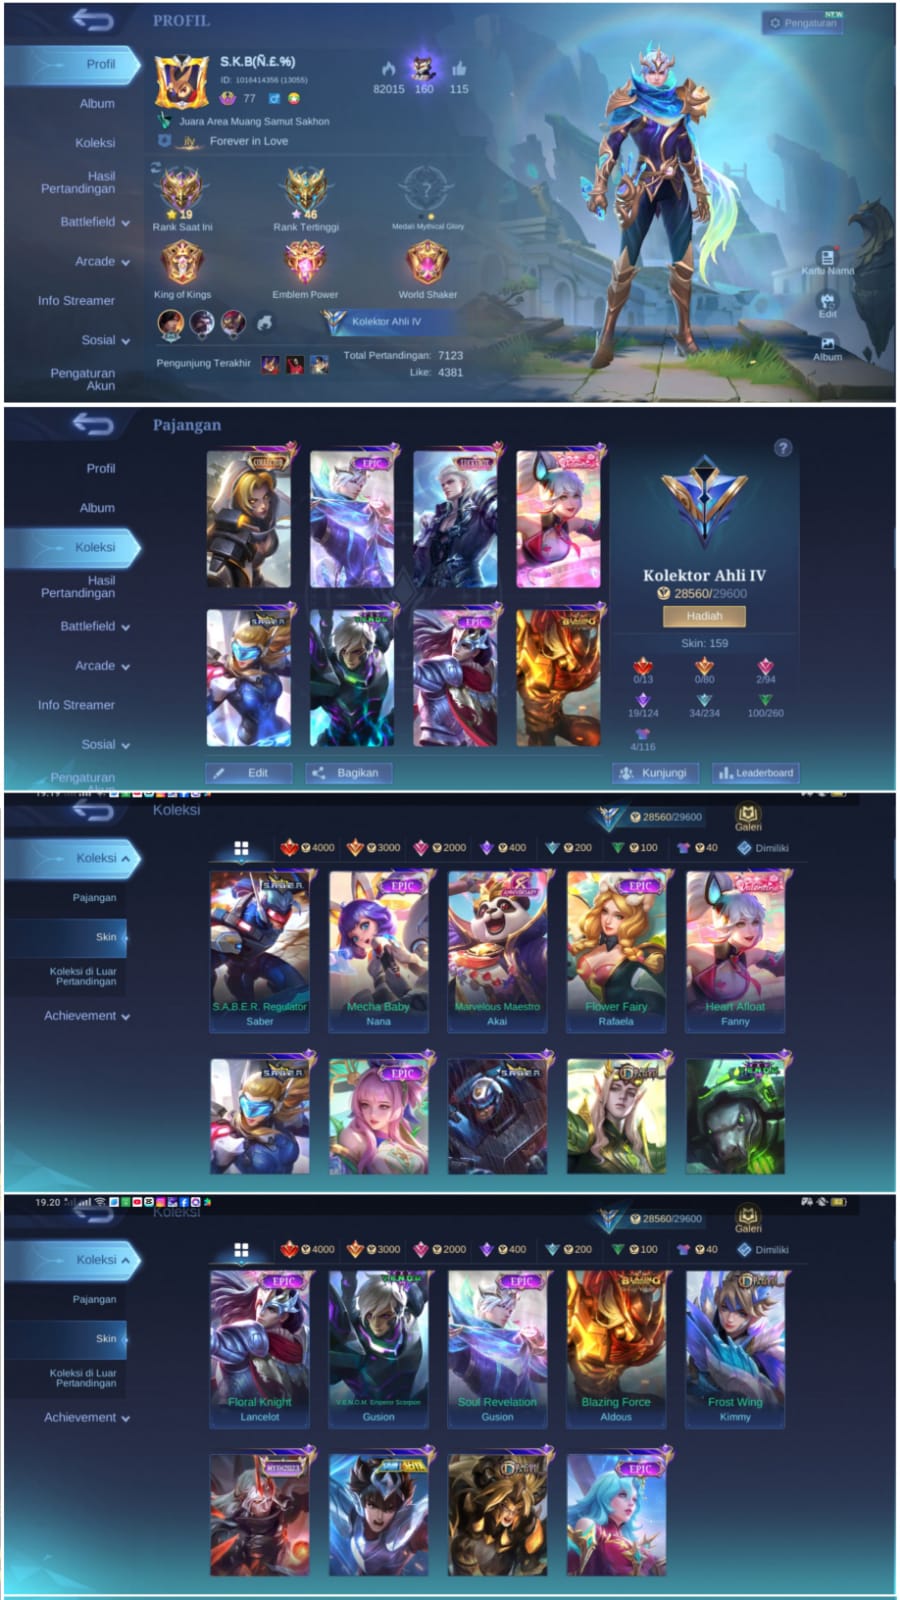 PROFIL
NEW
Pengaturan
Profil
Album
Koleksi
Hasil
Pertandingan
Battlefield
Arcade
Info Streamer
Sosial
Pengaturan
Akun
S.K.B(Ñ.£.%)
ID: 1016414356 (13055)
77
82015 160 115
Juara Area Muang Samut Sakhon
ily Forever in Love
19
Rank Saat Ini
46
Rank Tertinggi
Medali Mythical Glory
King of Kings
Emblem Power
World Shaker
Kolektor Ahli IV
Pengunjung Terakhir
Total Pertandingan: 7123
Like: 4381
Kartu Nama
Edit
Album
Pajangan
Profil
Album
Koleksi
Hasil
Pertandingan
Battlefield
Arcade
Info Streamer
Sosial
Pengaturan
COLLECTOR
EPIC
LUCKY BOX
Valentine
S.A.B.E.R.
V.E.N.O.M.
EPIC
BLAZING
?
Kolektor Ahli IV
28560/29600
Hadiah
Skin: 159
0/13 0/80 2/94
19/124 34/234 100/260
4/116
Edit
Bagikan
Kunjungi
Leaderboard
Koleksi
28560/29600
Galeri
Koleksi
Pajangan
Skin
Koleksi di Luar
Pertandingan
Achievement
4000 3000 2000 400 200 100 40 Dimiliki
S.A.B.E.R.
EPIC
ANNIVERSARY
EPIC
Valentine
S.A.B.E.R. Regulator
Saber
Mecha Baby
Nana
Marvelous Maestro
Akai
Flower Fairy
Rafaela
Heart Afloat
Fanny
S.A.B.E.R.
EPIC
S.A.B.E.R.
V.E.N.O.M.
19.20
Koleksi
28560/29600
Galeri
Koleksi
Pajangan
Skin
Koleksi di Luar
Pertandingan
Achievement
4000 3000 2000 400 200 100 40 Dimiliki
EPIC
V.E.N.O.M.
EPIC
BLAZING
Floral Knight
Lancelot
V.E.N.O.M. Emperor Scorpion
Gusion
Soul Revelation
Gusion
Blazing Force
Aldous
Frost Wing
Kimmy
EPIC